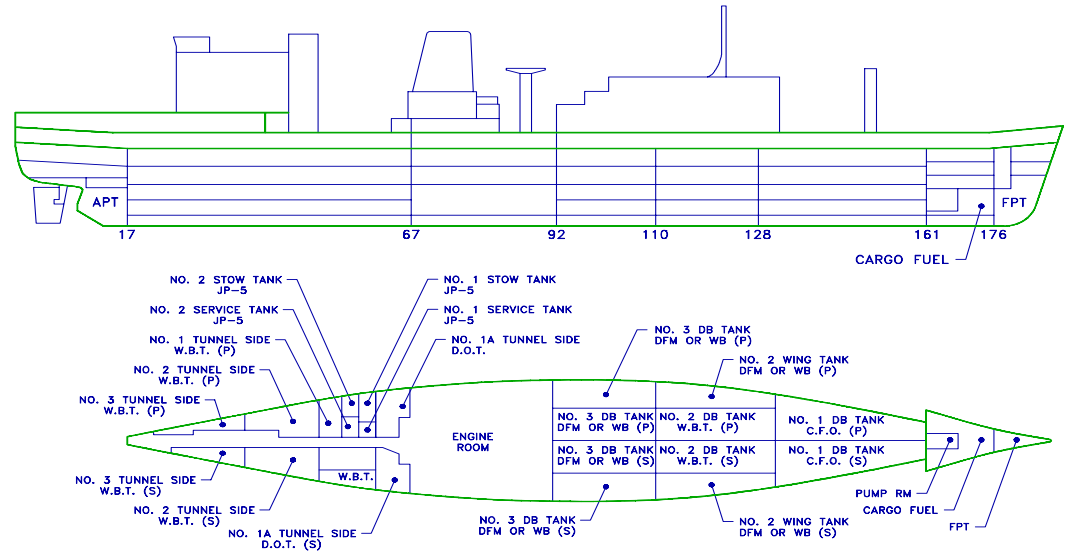 APT
FPT
17
67
92
110
128
161
176
CARGO FUEL
NO. 2 STOW TANK
JP-5
NO. 1 STOW TANK
JP-5
NO. 2 SERVICE TANK
JP-5
NO. 1 SERVICE TANK
JP-5
NO. 1 TUNNEL SIDE
W.B.T. (P)
NO. 1A TUNNEL SIDE
D.O.T.
NO. 3 DB TANK
DFM OR WB (P)
NO. 2 WING TANK
DFM OR WB (P)
NO. 2 TUNNEL SIDE
W.B.T. (P)
NO. 3 TUNNEL SIDE
W.B.T. (P)
ENGINE
ROOM
NO. 3 DB TANK
DFM OR WB (P)
NO. 2 DB TANK
W.B.T. (P)
NO. 1 DB TANK
C.F.O. (P)
NO. 3 DB TANK
DFM OR WB (S)
NO. 2 DB TANK
W.B.T. (S)
NO. 1 DB TANK
C.F.O. (S)
W.B.T.
NO. 3 TUNNEL SIDE
W.B.T. (S)
NO. 2 TUNNEL SIDE
W.B.T. (S)
NO. 1A TUNNEL SIDE
D.O.T. (S)
NO. 3 DB TANK
DFM OR WB (S)
NO. 2 WING TANK
DFM OR WB (S)
PUMP RM
CARGO FUEL
FPT